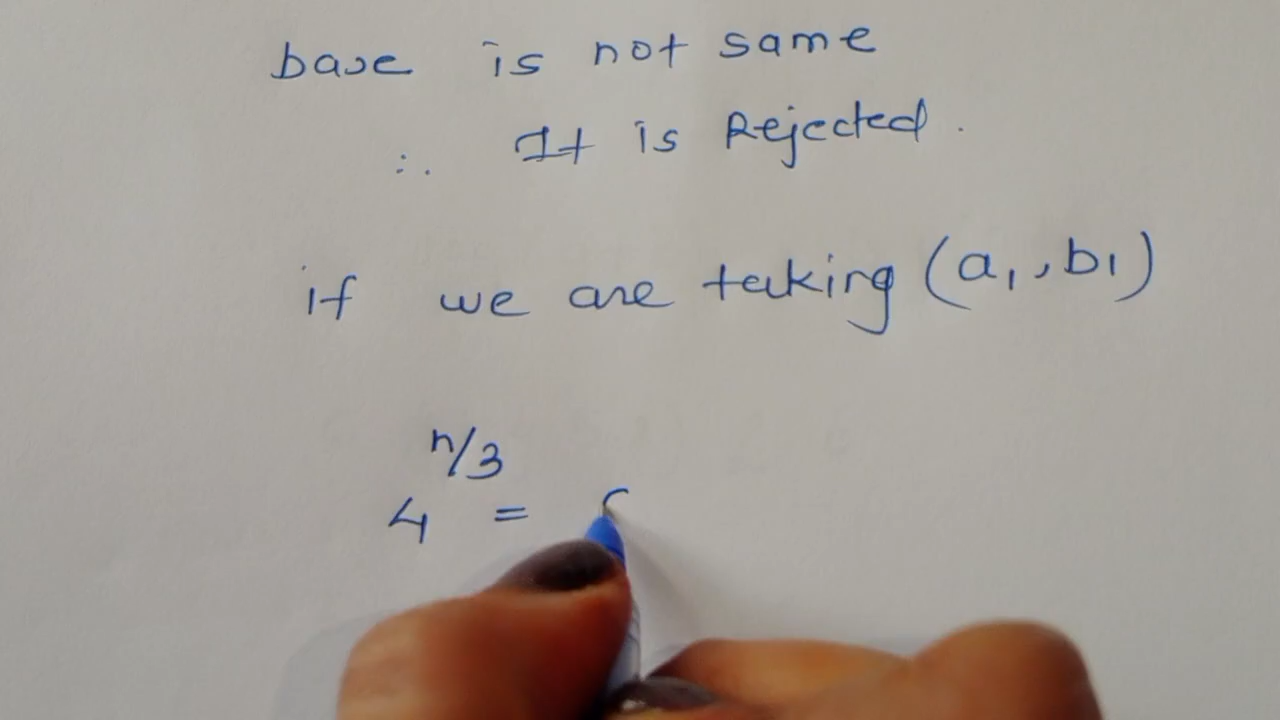 base is not same
∴ It is Rejected.
if we are taking (a₁, b₁)
4^(n/3) =